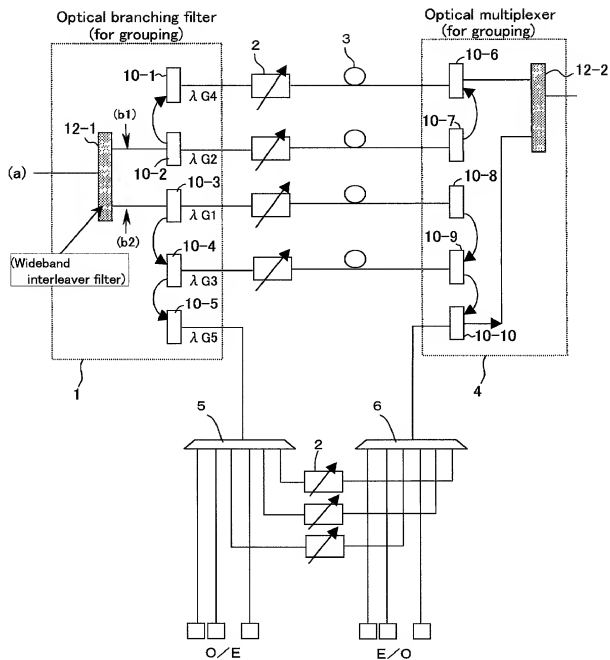 Optical branching filter
(for grouping)
Optical multiplexer
(for grouping)
10-1
2
3
10-6
12-2
λ G4
12-1
(b1)
10-7
(a)
10-2
λ G2
10-3
10-8
λ G1
(b2)
10-4
10-9
(Wideband
interleaver filter)
λ G3
10-5
λ G5
10-10
1
4
5
6
2
O/E
E/O